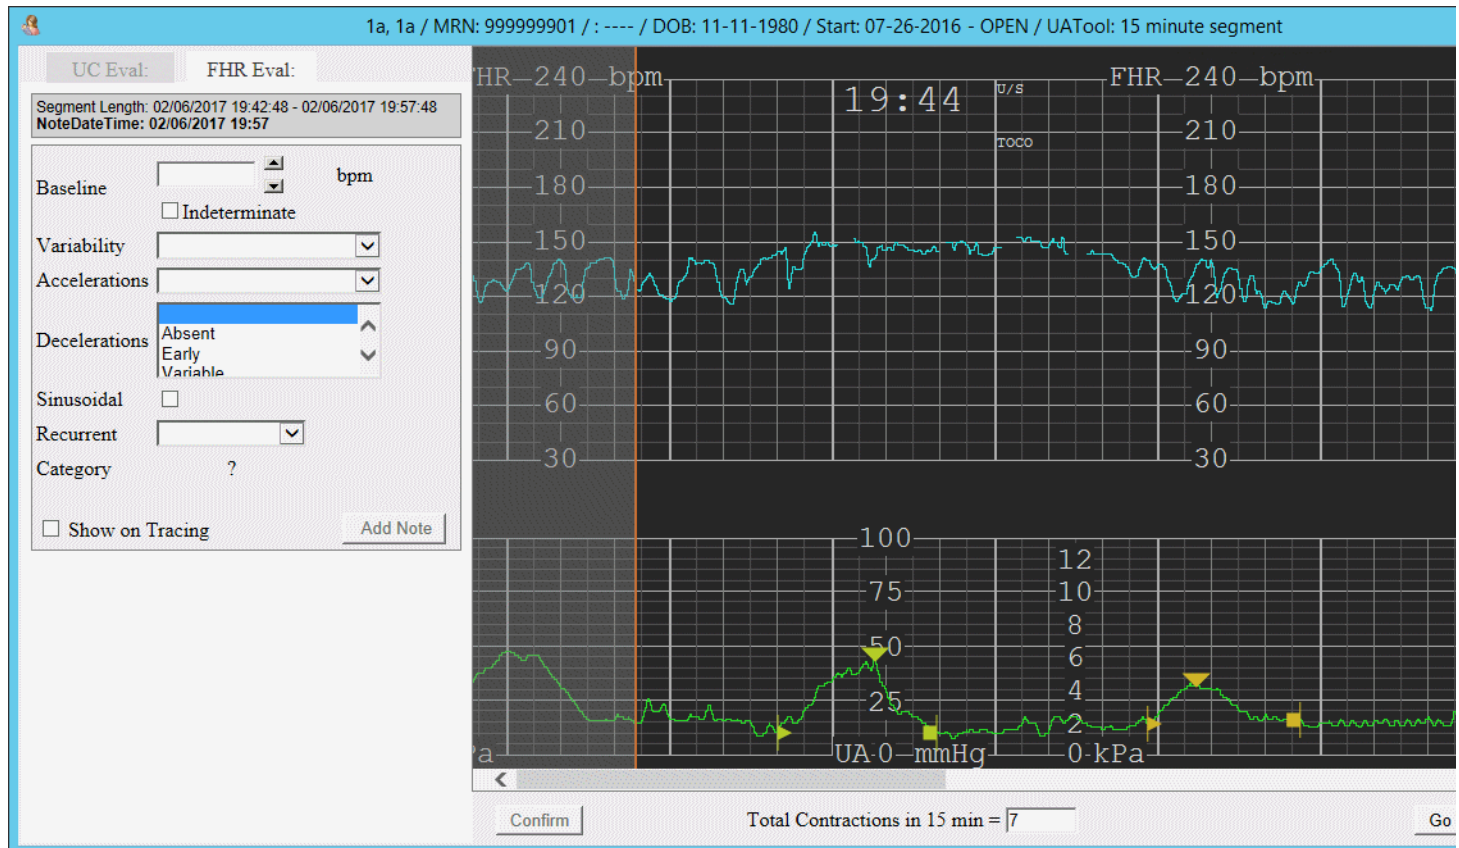 1a, 1a / MRN: 999999901 / : ---- / DOB: 11-11-1980 / Start: 07-26-2016 - OPEN / UATool: 15 minute segment
UC Eval:
FHR Eval:
Segment Length: 02/06/2017 19:42:48 - 02/06/2017 19:57:48
NoteDateTime: 02/06/2017 19:57
Baseline
bpm
Indeterminate
Variability
Accelerations
Decelerations
Absent
Early
Variable
Sinusoidal
Recurrent
Category ?
Show on Tracing
Add Note
HR 240 bpm
210
180
150
120
90
60
30
19:44
U/S
TOCO
FHR 240 bpm
210
180
150
120
90
60
30
100
75
50
25
UA 0 mmHg
12
10
8
6
4
2
0 kPa
a
Confirm
Total Contractions in 15 min = 7
Go